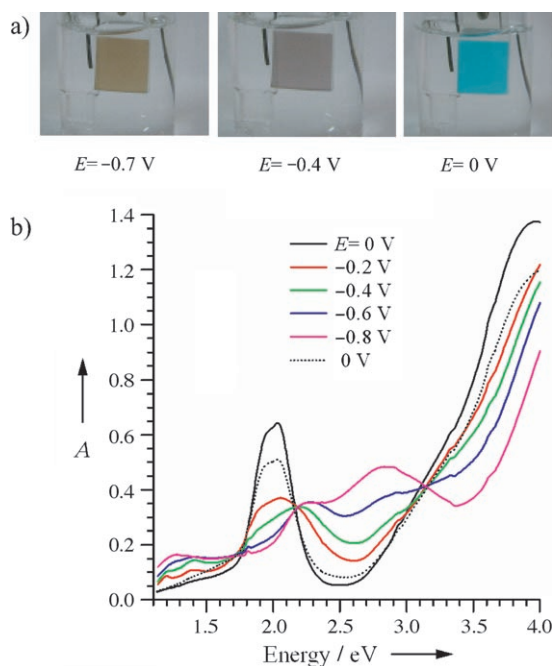 a)
E= −0.7 V
E= −0.4 V
E= 0 V
b)
E= 0 V
−0.2 V
−0.4 V
−0.6 V
−0.8 V
0 V
1.4
1.2
1.0
0.8
0.6
0.4
0.2
0.0
A
1.5
2.0
2.5
3.0
3.5
4.0
Energy / eV